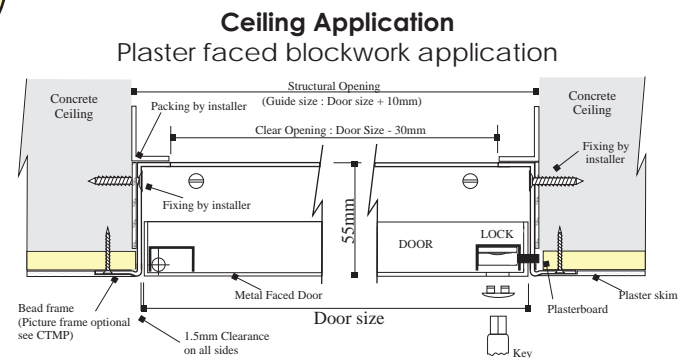 Ceiling Application
Plaster faced blockwork application
Structural Opening
(Guide size : Door size + 10mm)
Concrete
Ceiling
Packing by installer
Clear Opening : Door Size - 30mm
Concrete
Ceiling
Fixing by
installer
Fixing by installer
55mm
DOOR
LOCK
Metal Faced Door
Door size
Bead frame
(Picture frame optional
see CTMP)
1.5mm Clearance
on all sides
Plasterboard
Plaster skim
Key